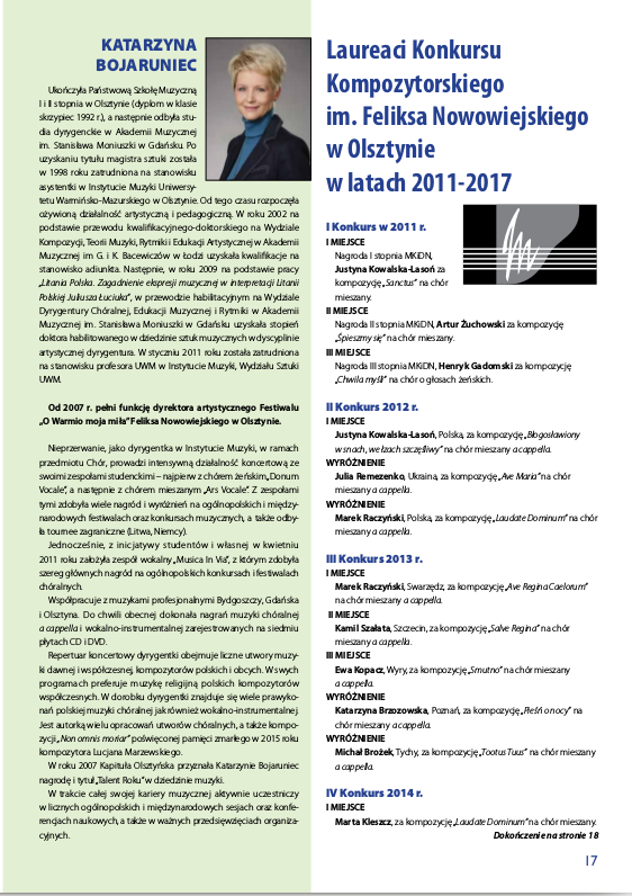 KATARZYNA
BOJARUNIEC
Ukończyła Państwową Szkołę Muzyczną
I i II stopnia w Olsztynie (dyplom w klasie
skrzypiec 1992 r.), a następnie odbyła stu-
dia dyrygenckie w Akademii Muzycznej
im. Stanisława Moniuszki w Gdańsku. Po
uzyskaniu tytułu magistra sztuki została
w 1998 roku zatrudniona na stanowisko
asystentki w Instytucie Muzyki Uniwersy-
tetu Warmińsko-Mazurskiego w Olsztynie. Od tego czasu rozpoczęła
ożywioną działalność artystyczną i pedagogiczną. W roku 2002 na
podstawie przewodu kwalifikacyjnego-doktorskiego na Wydziale
Kompozycji, Teorii Muzyki, Rytmiki i Edukacji Artystycznej w Akademii
Muzycznej im G. i K. Bacewiczów w Łodzi uzyskała kwalifikacje na
stanowisko adiunkta. Następnie, w roku 2009 na podstawie pracy
„Litania Polska. Zagadnienie ekspresji muzycznej w interpretacji Litanii
Polskiej Juliusza Łuciuka", w przewodzie habilitacyjnym na Wydziale
Dyrygentury Chóralnej, Edukacji Muzycznej i Rytmiki w Akademii
Muzycznej im. Stanisława Moniuszki w Gdańsku uzyskała stopień
doktora habilitowanego w dziedzinie sztuk muzycznych w dyscyplinie
artystycznej dyrygentura. W styczniu 2011 roku została zatrudniona
na stanowisko profesora UWM w Instytucie Muzyki, Wydziału Sztuki
UWM.
Od 2007 r. pełni funkcję dyrektora artystycznego Festiwalu
„O Warmio moja miła" Feliksa Nowowiejskiego w Olsztynie.
Nieprzerwanie, jako dyrygentka w Instytucie Muzyki, w ramach
przedmiotu Chór, prowadzi intensywną działalność koncertową ze
swoimi zespołami studenckimi – najpierw z chórem żeńskim „Donum
Vocale", a następnie z chórem mieszanym „Ars Vocale". Z zespołami
tymi zdobyła wiele nagród i wyróżnień na ogólnopolskich i między-
narodowych festiwalach oraz konkursach muzycznych, a także odby-
ła tournee zagraniczne (Litwa, Niemcy).
Jednocześnie, z inicjatywy studentów i własnej w kwietniu
2011 roku założyła zespół wokalny „Musica In Via", z którym zdobyła
szereg głównych nagród na ogólnopolskich konkursach i festiwalach
chóralnych.
Współpracuje z muzykami profesjonalnymi Bydgoszczy, Gdańska
i Olsztyna. Do chwili obecnej dokonała nagrań muzyki chóralnej
a cappella i wokalno-instrumentalnej zarejestrowanych na siedmiu
płytach CD i DVD.
Repertuar koncertowy dyrygentki obejmuje liczne utwory muzy-
ki dawnej i współczesnej, kompozytorów polskich i obcych. W swych
programach preferuje muzykę religijną polskich kompozytorów
współczesnych. W dorobku dyrygentki znajduje się wiele prawyko-
nań polskiej muzyki chóralnej jak również wokalno-instrumentalnej.
Jest autorką wielu opracowań utworów chóralnych, a także kompo-
zycji „Non omnis moriar" poświęconej pamięci zmarłego w 2015 roku
kompozytora Lucjana Marzewskiego.
W roku 2007 Kapituła Olsztyńska przyznała Katarzynie Bojaruniec
nagrodę i tytuł „Talent Roku" w dziedzinie muzyki.
W trakcie całej swojej kariery muzycznej aktywnie uczestniczy
w licznych ogólnopolskich i międzynarodowych sesjach oraz konfe-
rencjach naukowych, a także w ważnych przedsięwzięciach organiza-
cyjnych.
Laureaci Konkursu
Kompozytorskiego
im. Feliksa Nowowiejskiego
w Olsztynie
w latach 2011-2017
I Konkurs w 2011 r.
I MIEJSCE
Nagroda I stopnia MKiDN,
Justyna Kowalska-Lasoń za
kompozycję „Sanctus" na chór
mieszany.
II MIEJSCE
Nagroda II stopnia MKiDN, Artur Żuchowski za kompozycję
„Śpieszmy się" na chór mieszany.
III MIEJSCE
Nagroda III stopnia MKiDN, Henryk Gadomski za kompozycję
„Chwila myśli" na chór o głosach żeńskich.
II Konkurs 2012 r.
I MIEJSCE
Justyna Kowalska-Lasoń, Polska, za kompozycję „Błogosławiony
w snach, we łzach szczęśliwy" na chór mieszany a cappella.
WYRÓŻNIENIE
Julia Remezenko, Ukraina, za kompozycję „Ave Maria" na chór
mieszany a cappella.
WYRÓŻNIENIE
Marek Raczyński, Polska, za kompozycję „Laudate Dominum" na chór
mieszany a cappella.
III Konkurs 2013 r.
I MIEJSCE
Marek Raczyński, Swarzędz, za kompozycję „Ave Regina Caelorum"
na chór mieszany a cappella.
II MIEJSCE
Kamil Szałata, Szczecin, za kompozycję „Salve Regina" na chór
mieszany a cappella.
III MIEJSCE
Ewa Kopacz, Wyry, za kompozycję „Smutno" na chór mieszany
a cappella.
WYRÓŻNIENIE
Katarzyna Brzozowska, Poznań, za kompozycję „Pieśń o nocy" na
chór mieszany a cappella.
WYRÓŻNIENIE
Michał Brożek, Tychy, za kompozycję „Tootus Tuus" na chór mieszany
a cappella.
IV Konkurs 2014 r.
I MIEJSCE
Marta Kleszcz, za kompozycję „Laudate Dominum" na chór mieszany.
Dokończenie na stronie 18
17